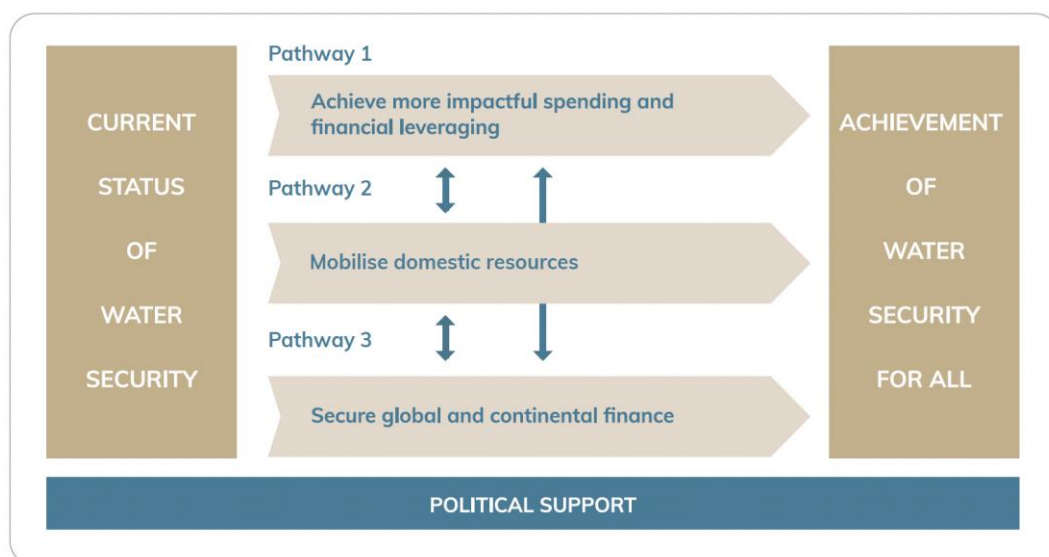 CURRENT
STATUS
OF
WATER
SECURITY
Pathway 1
Achieve more impactful spending and
financial leveraging
Pathway 2
Mobilise domestic resources
Pathway 3
Secure global and continental finance
ACHIEVEMENT
OF
WATER
SECURITY
FOR ALL
POLITICAL SUPPORT